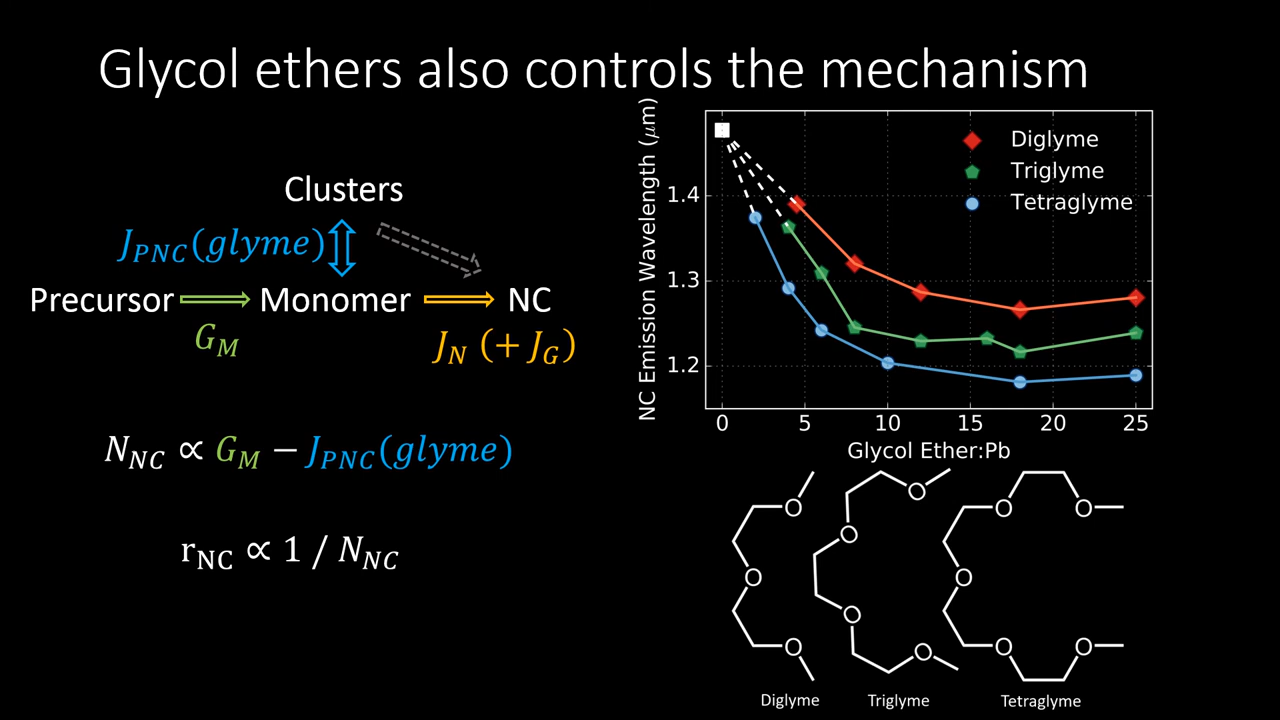 Glycol ethers also controls the mechanism
Clusters
J_PNC(glyme)
Precursor
Monomer
NC
G_M
J_N (+ J_G)
N_NC ∝ G_M − J_PNC(glyme)
r_NC ∝ 1 / N_NC
NC Emission Wavelength (μm)
1.4
1.3
1.2
Diglyme
Triglyme
Tetraglyme
0 5 10 15 20 25
Glycol Ether:Pb
O
O
O
O
O
O
O
O
O
O
O
O
Diglyme
Triglyme
Tetraglyme